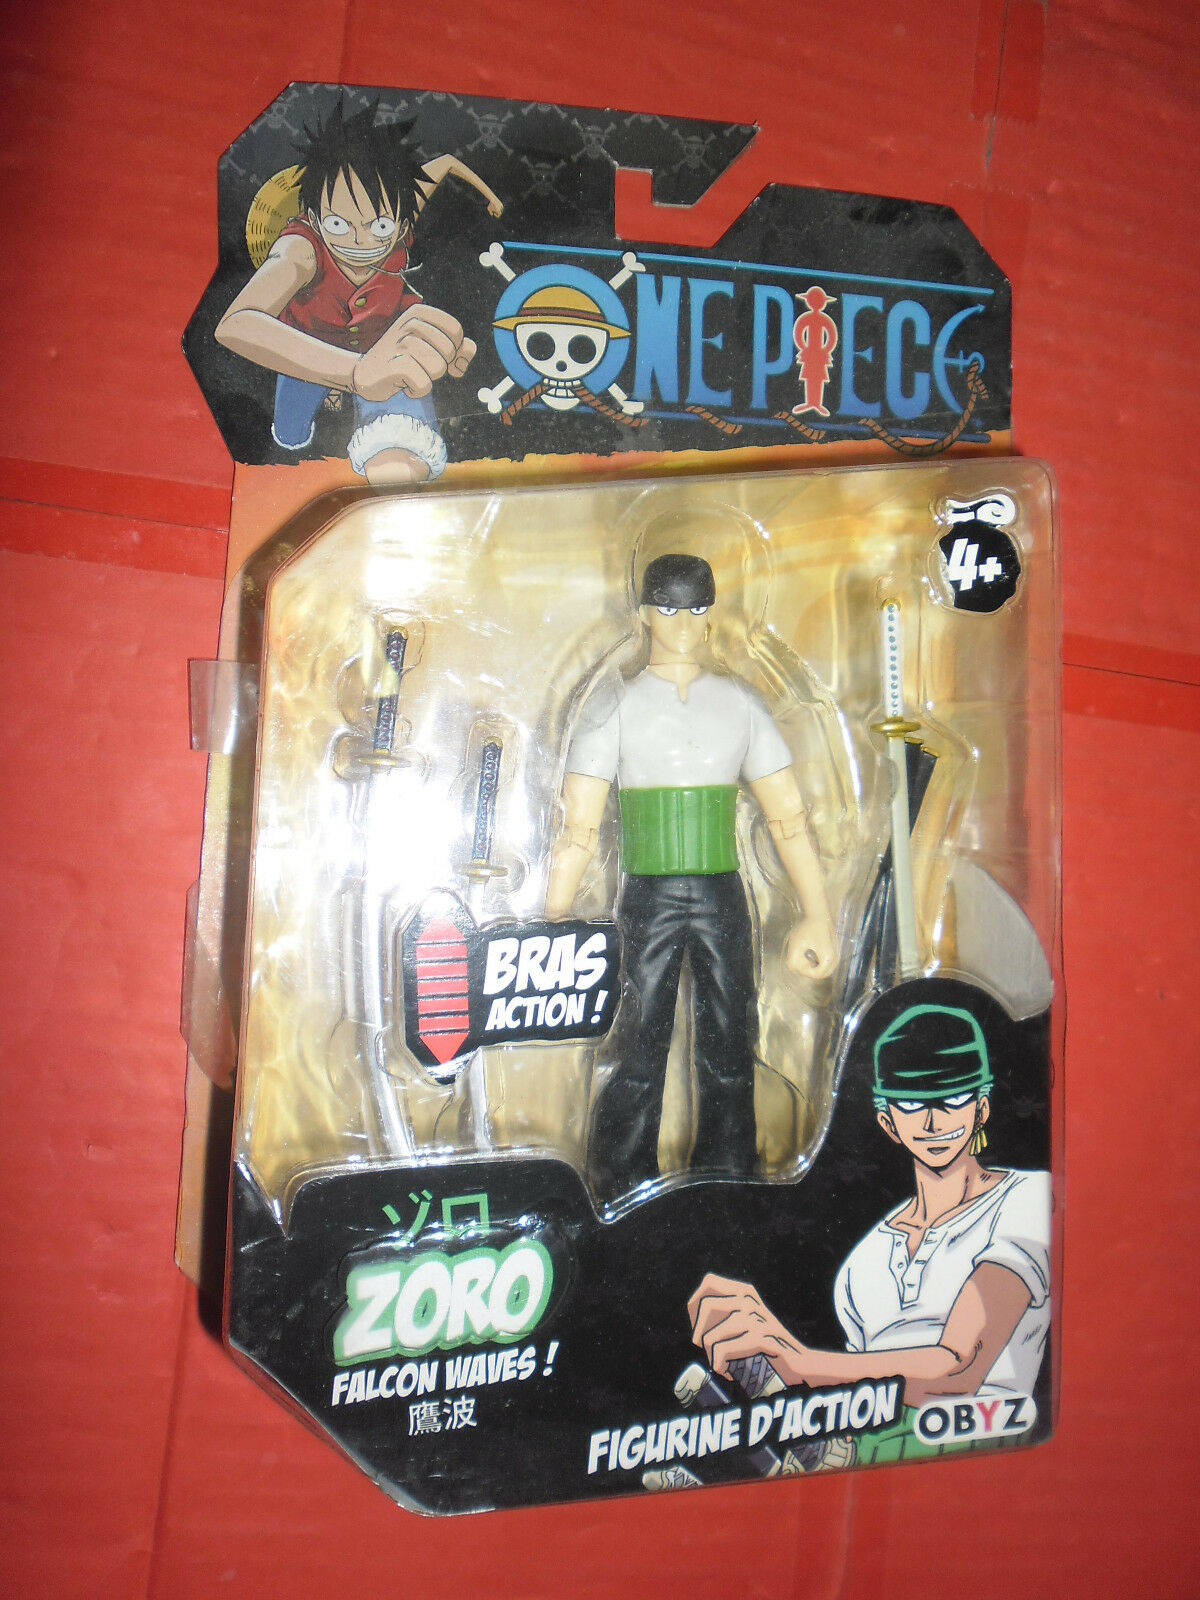 ONE PIECE
4+
BRAS
ACTION !
ゾロ
ZORO
FALCON WAVES !
鷹波
FIGURINE D'ACTION
OBYZ